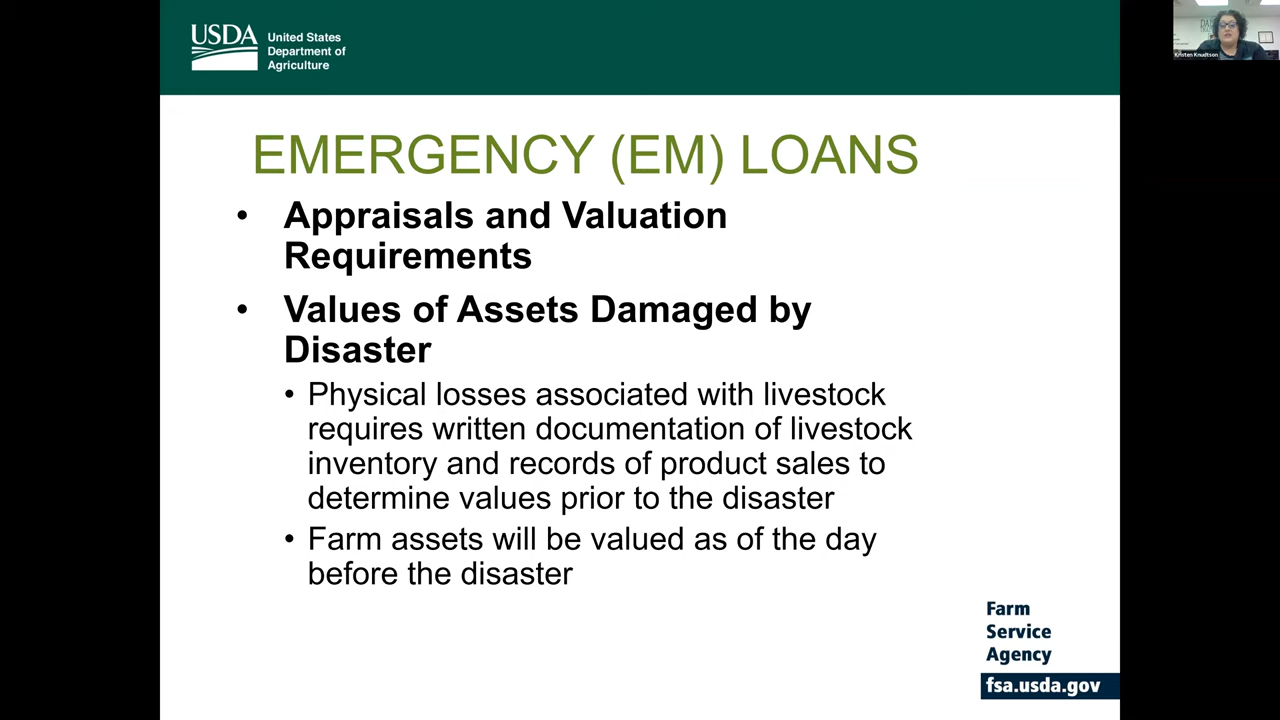 USDA
United States
Department of
Agriculture
Kristen Knudtson
EMERGENCY (EM) LOANS
• Appraisals and Valuation
Requirements
• Values of Assets Damaged by
Disaster
• Physical losses associated with livestock
requires written documentation of livestock
inventory and records of product sales to
determine values prior to the disaster
• Farm assets will be valued as of the day
before the disaster
Farm
Service
Agency
fsa.usda.gov